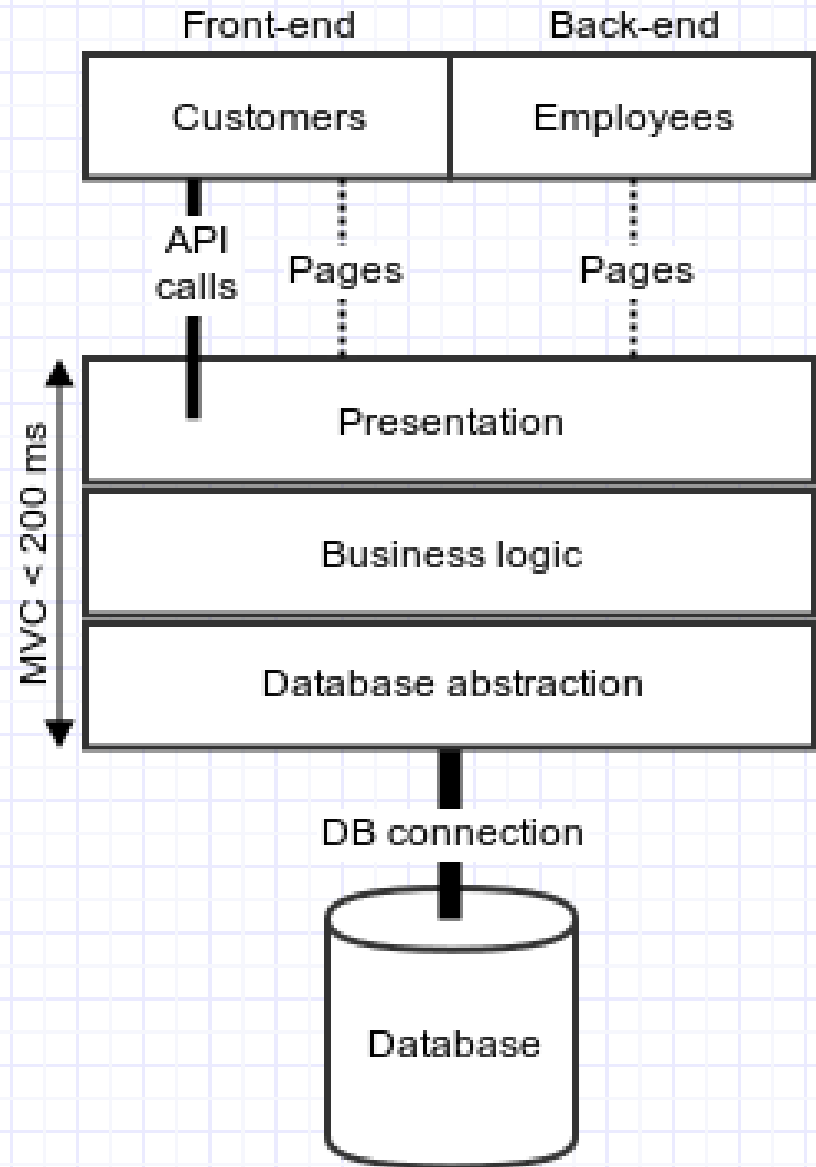 Front-end
Back-end
Customers
Employees
API
calls
Pages
Pages
MVC < 200 ms
Presentation
Business logic
Database abstraction
DB connection
Database